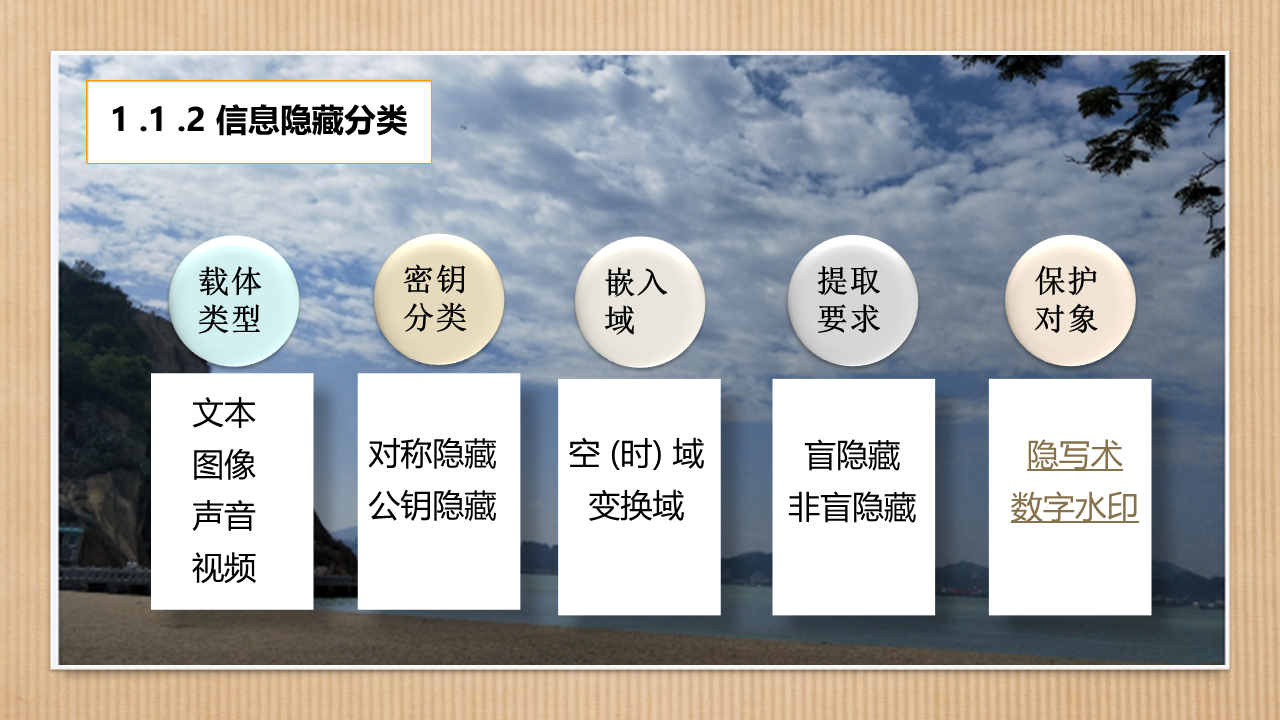 1 .1 .2 信息隐藏分类
载体
类型
文本
图像
声音
视频
密钥
分类
对称隐藏
公钥隐藏
嵌入
域
空 (时) 域
变换域
提取
要求
盲隐藏
非盲隐藏
保护
对象
隐写术
数字水印